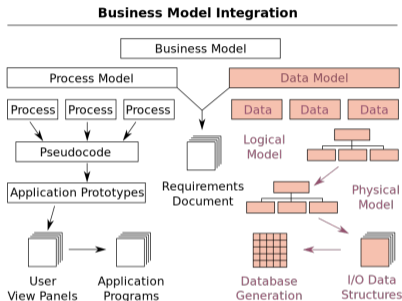 Business Model Integration
Business Model
Process Model
Data Model
Process
Process
Process
Data
Data
Data
Pseudocode
Logical
Model
Application Prototypes
Requirements
Document
Physical
Model
User
View Panels
Application
Programs
Database
Generation
I/O Data
Structures